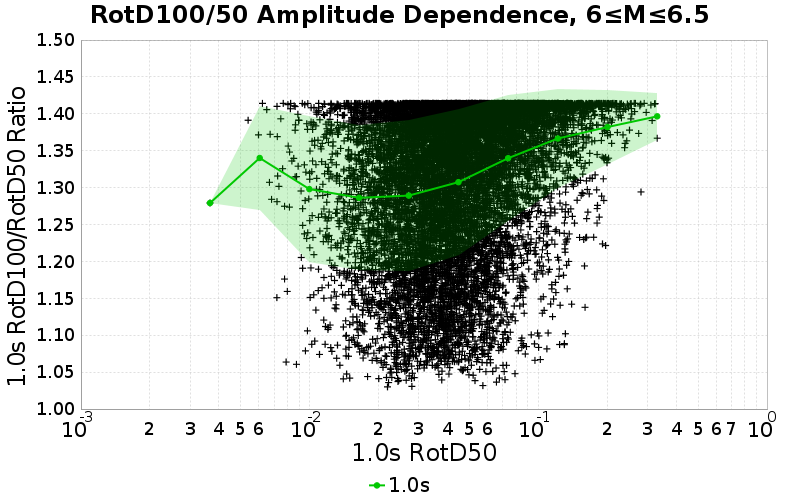 RotD100/50 Amplitude Dependence, 6≤M≤6.5
1.0s RotD100/RotD50 Ratio
1.50
1.45
1.40
1.35
1.30
1.25
1.20
1.15
1.10
1.05
1.00
10^-3 2 3 4 5 6 10^-2 2 3 4 5 6 10^-1 2 3 4 5 6 7 10^0
1.0s RotD50
1.0s